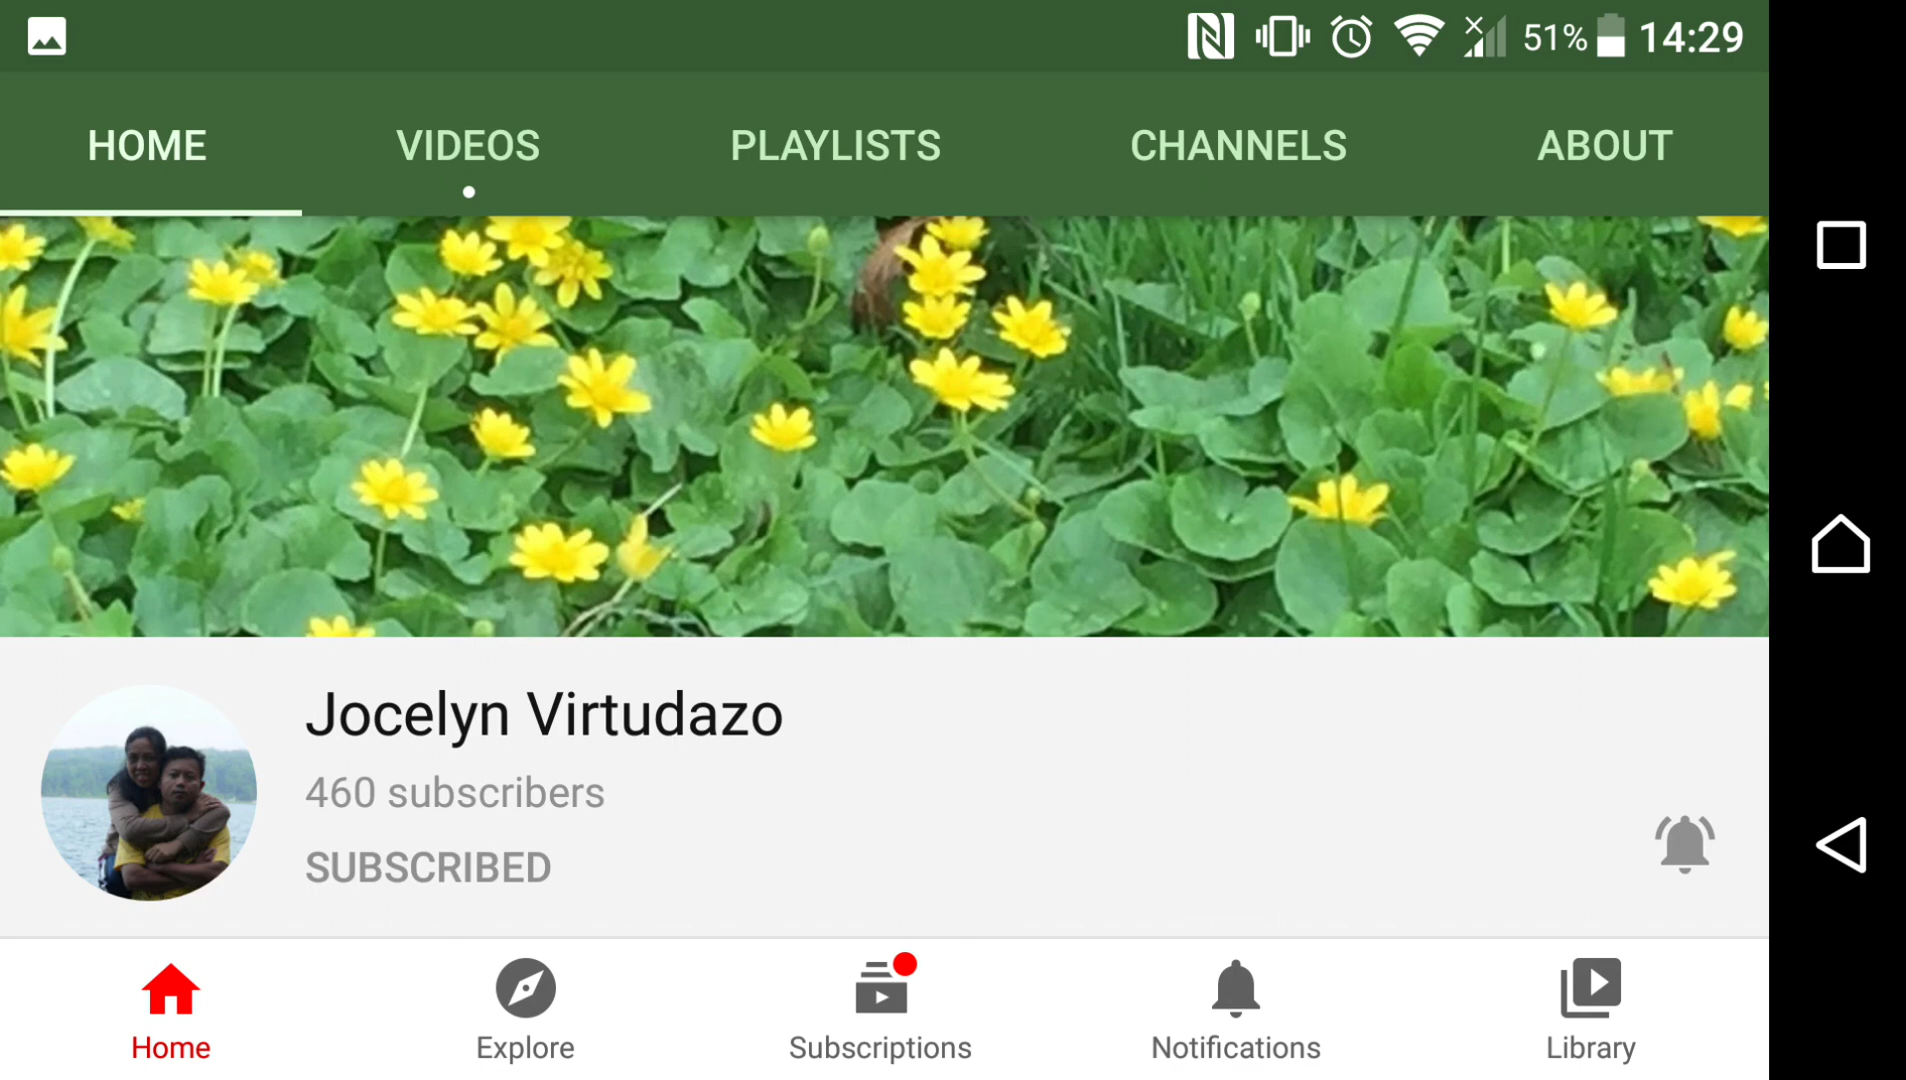 51% 14:29
HOME VIDEOS PLAYLISTS CHANNELS ABOUT
Jocelyn Virtudazo
460 subscribers
SUBSCRIBED
Home Explore Subscriptions Notifications Library